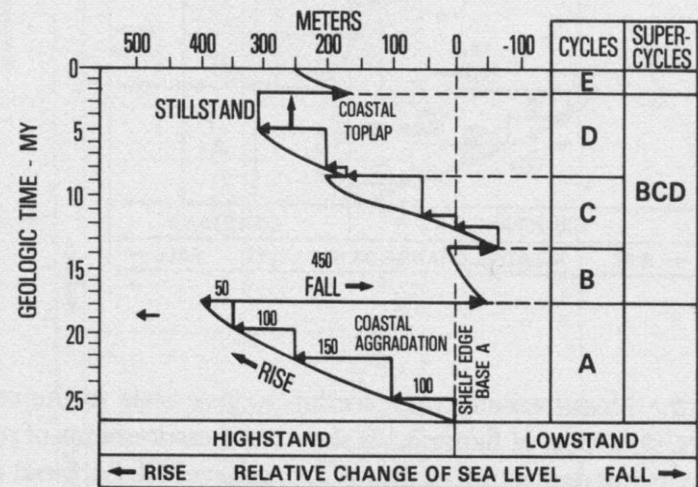 METERS
500 400 300 200 100 0 -100
CYCLES
SUPER-
CYCLES
GEOLOGIC TIME - MY
0
5
10
15
20
25
STILLSTAND
COASTAL
TOPLAP
E
D
C
B
A
BCD
450
FALL
50
100
150
100
COASTAL
AGGRADATION
RISE
SHELF EDGE
BASE A
HIGHSTAND
LOWSTAND
← RISE RELATIVE CHANGE OF SEA LEVEL FALL →